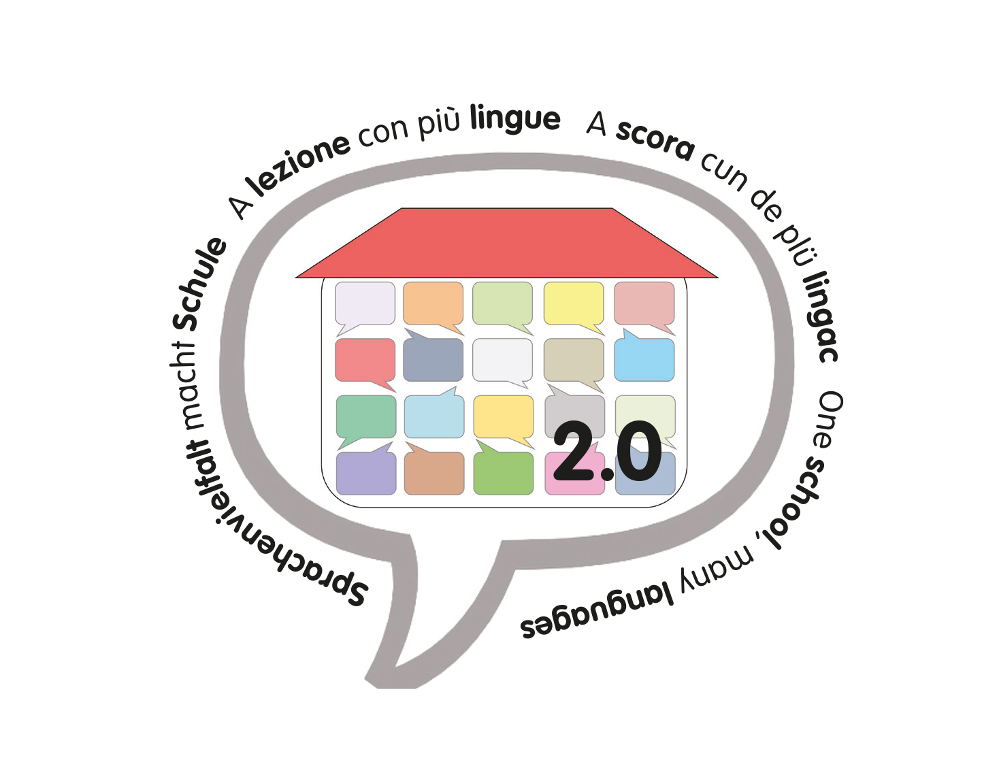 Sprachenvielfalt macht Schule
A lezione con più lingue
A scora cun de plü lingac
One school, many languages
2.0